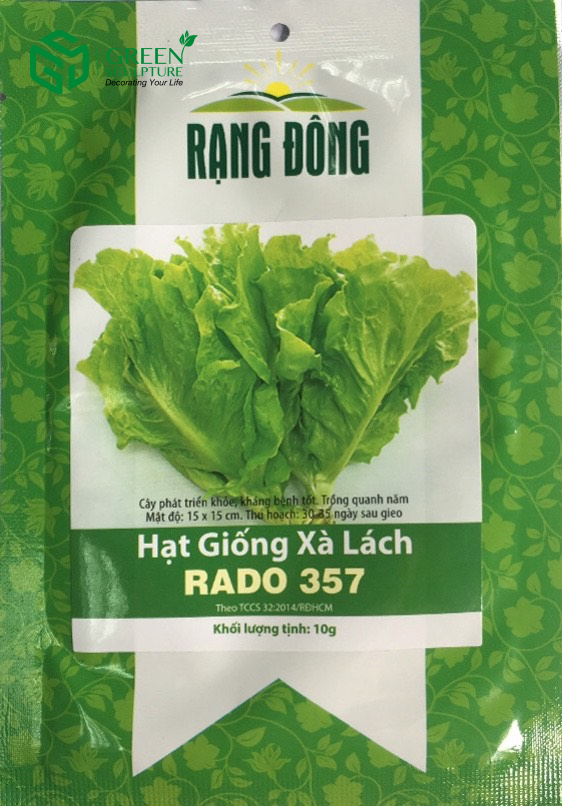 GREEN
SCULPTURE
Decorating Your Life
RẠNG ĐÔNG
Cây phát triển khỏe, kháng bệnh tốt. Trồng quanh năm
Mật độ: 15 x 15 cm. Thu hoạch: 30-35 ngày sau gieo
Hạt Giống Xà Lách
RADO 357
Theo TCCS 32:2014/RĐHCM
Khối lượng tịnh: 10g